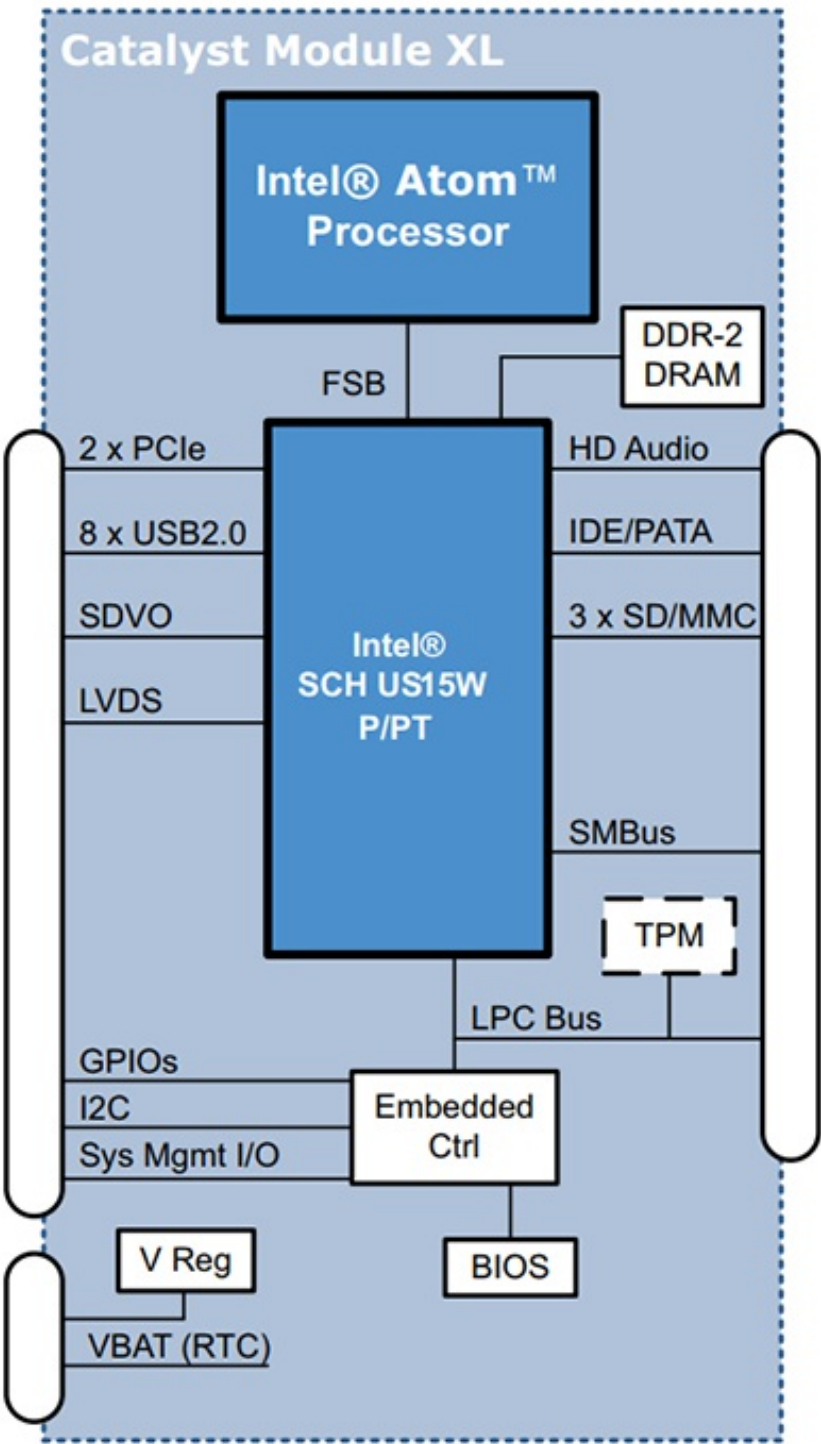 Catalyst Module XL
Intel® Atom™
Processor
DDR-2
DRAM
FSB
2 x PCIe
HD Audio
8 x USB2.0
IDE/PATA
SDVO
3 x SD/MMC
Intel®
SCH US15W
P/PT
LVDS
SMBus
TPM
LPC Bus
GPIOs
I2C
Sys Mgmt I/O
Embedded
Ctrl
V Reg
BIOS
VBAT (RTC)